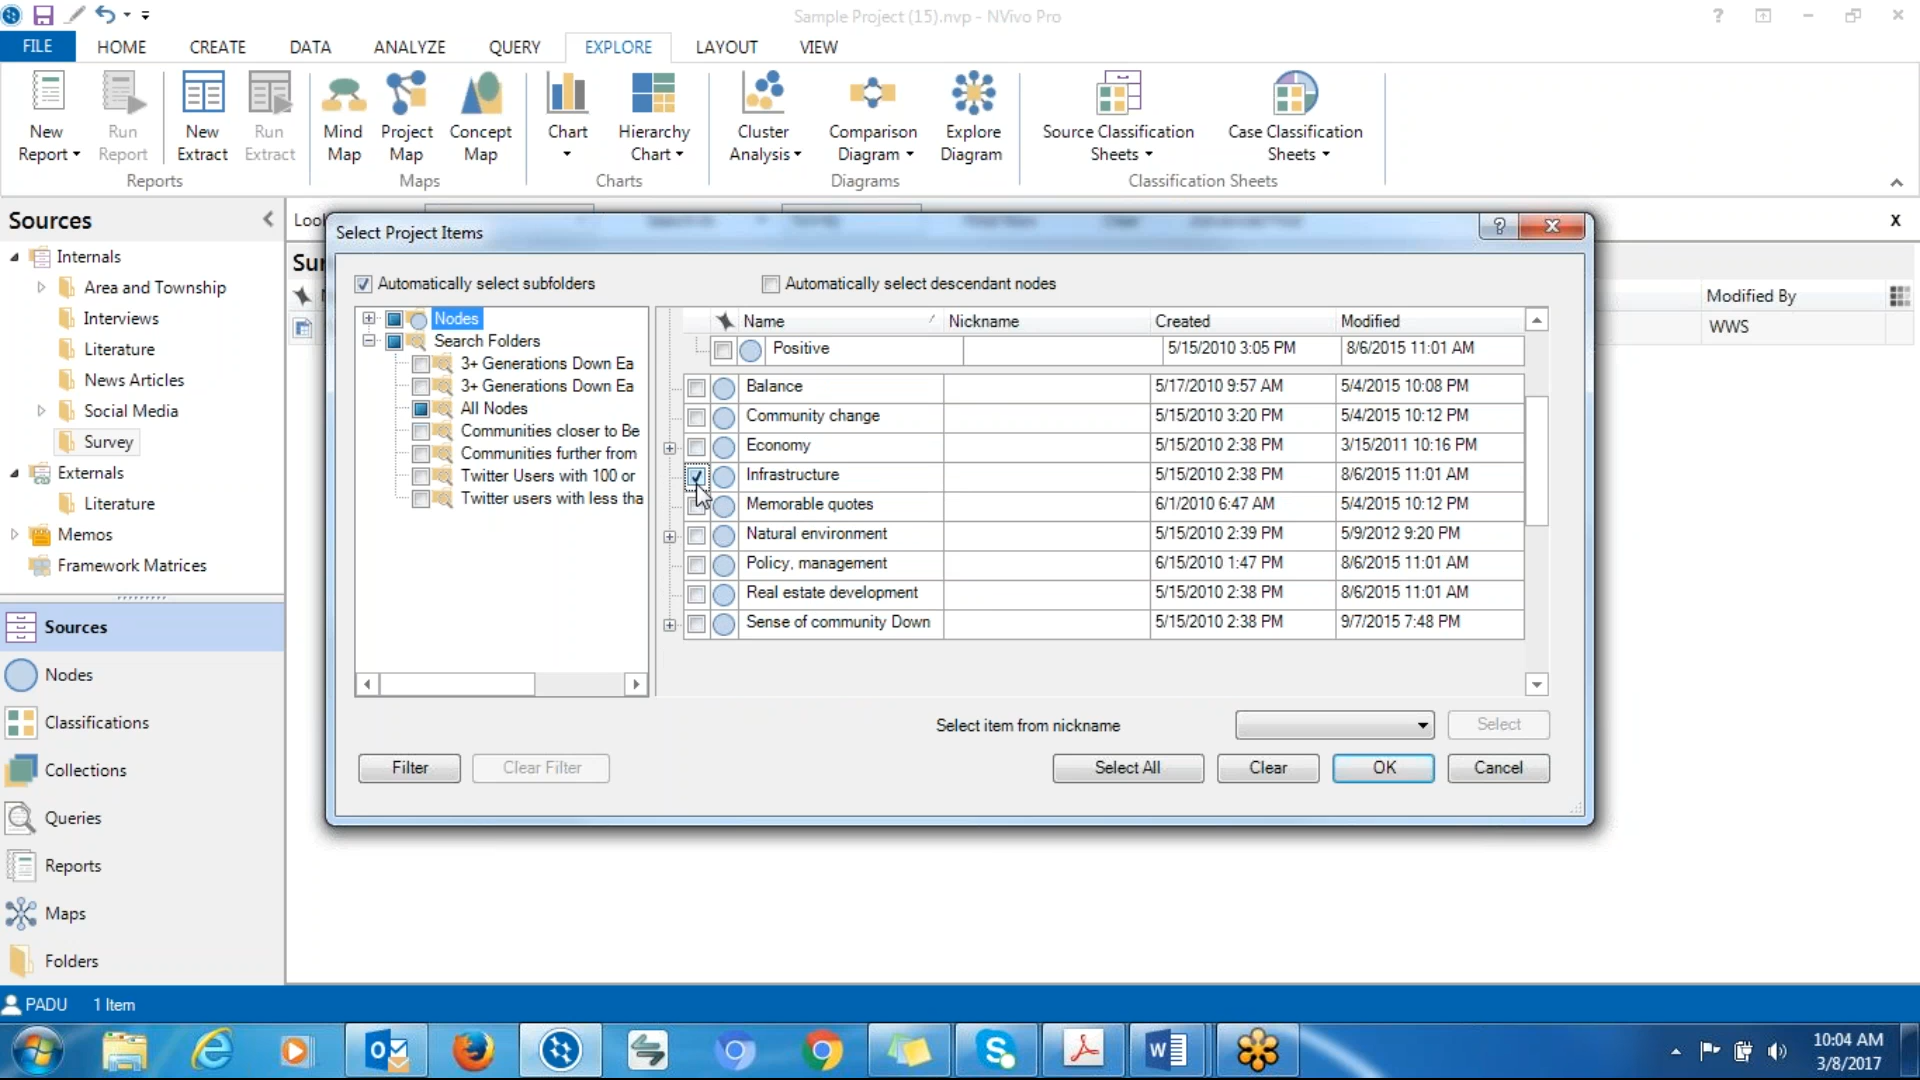 Sample Project (15).nvp - NVivo Pro
FILE HOME CREATE DATA ANALYZE QUERY EXPLORE LAYOUT VIEW
New Report
Run Report
New Extract
Run Extract
Mind Map
Project Map
Concept Map
Chart
Hierarchy Chart
Cluster Analysis
Comparison Diagram
Explore Diagram
Source Classification Sheets
Case Classification Sheets
Reports Maps Charts Diagrams Classification Sheets
Sources
Internals
Area and Township
Interviews
Literature
News Articles
Social Media
Survey
Externals
Literature
Memos
Framework Matrices
Sources
Nodes
Classifications
Collections
Queries
Reports
Maps
Folders
Loo
Sur
Modified By
WWS
X
Select Project Items
Automatically select subfolders
Automatically select descendant nodes
Nodes
Search Folders
3+ Generations Down Ea
3+ Generations Down Ea
All Nodes
Communities closer to Be
Communities further from
Twitter Users with 100 or
Twitter users with less tha
Name Nickname Created Modified
Positive 5/15/2010 3:05 PM 8/6/2015 11:01 AM
Balance 5/17/2010 9:57 AM 5/4/2015 10:08 PM
Community change 5/15/2010 3:20 PM 5/4/2015 10:12 PM
Economy 5/15/2010 2:38 PM 3/15/2011 10:16 PM
Infrastructure 5/15/2010 2:38 PM 8/6/2015 11:01 AM
Memorable quotes 6/1/2010 6:47 AM 5/4/2015 10:12 PM
Natural environment 5/15/2010 2:39 PM 5/9/2012 9:20 PM
Policy, management 6/15/2010 1:47 PM 8/6/2015 11:01 AM
Real estate development 5/15/2010 2:38 PM 8/6/2015 11:01 AM
Sense of community Down 5/15/2010 2:38 PM 9/7/2015 7:48 PM
Select item from nickname
Select
Filter
Clear Filter
Select All
Clear
OK
Cancel
PADU 1 Item
10:04 AM
3/8/2017